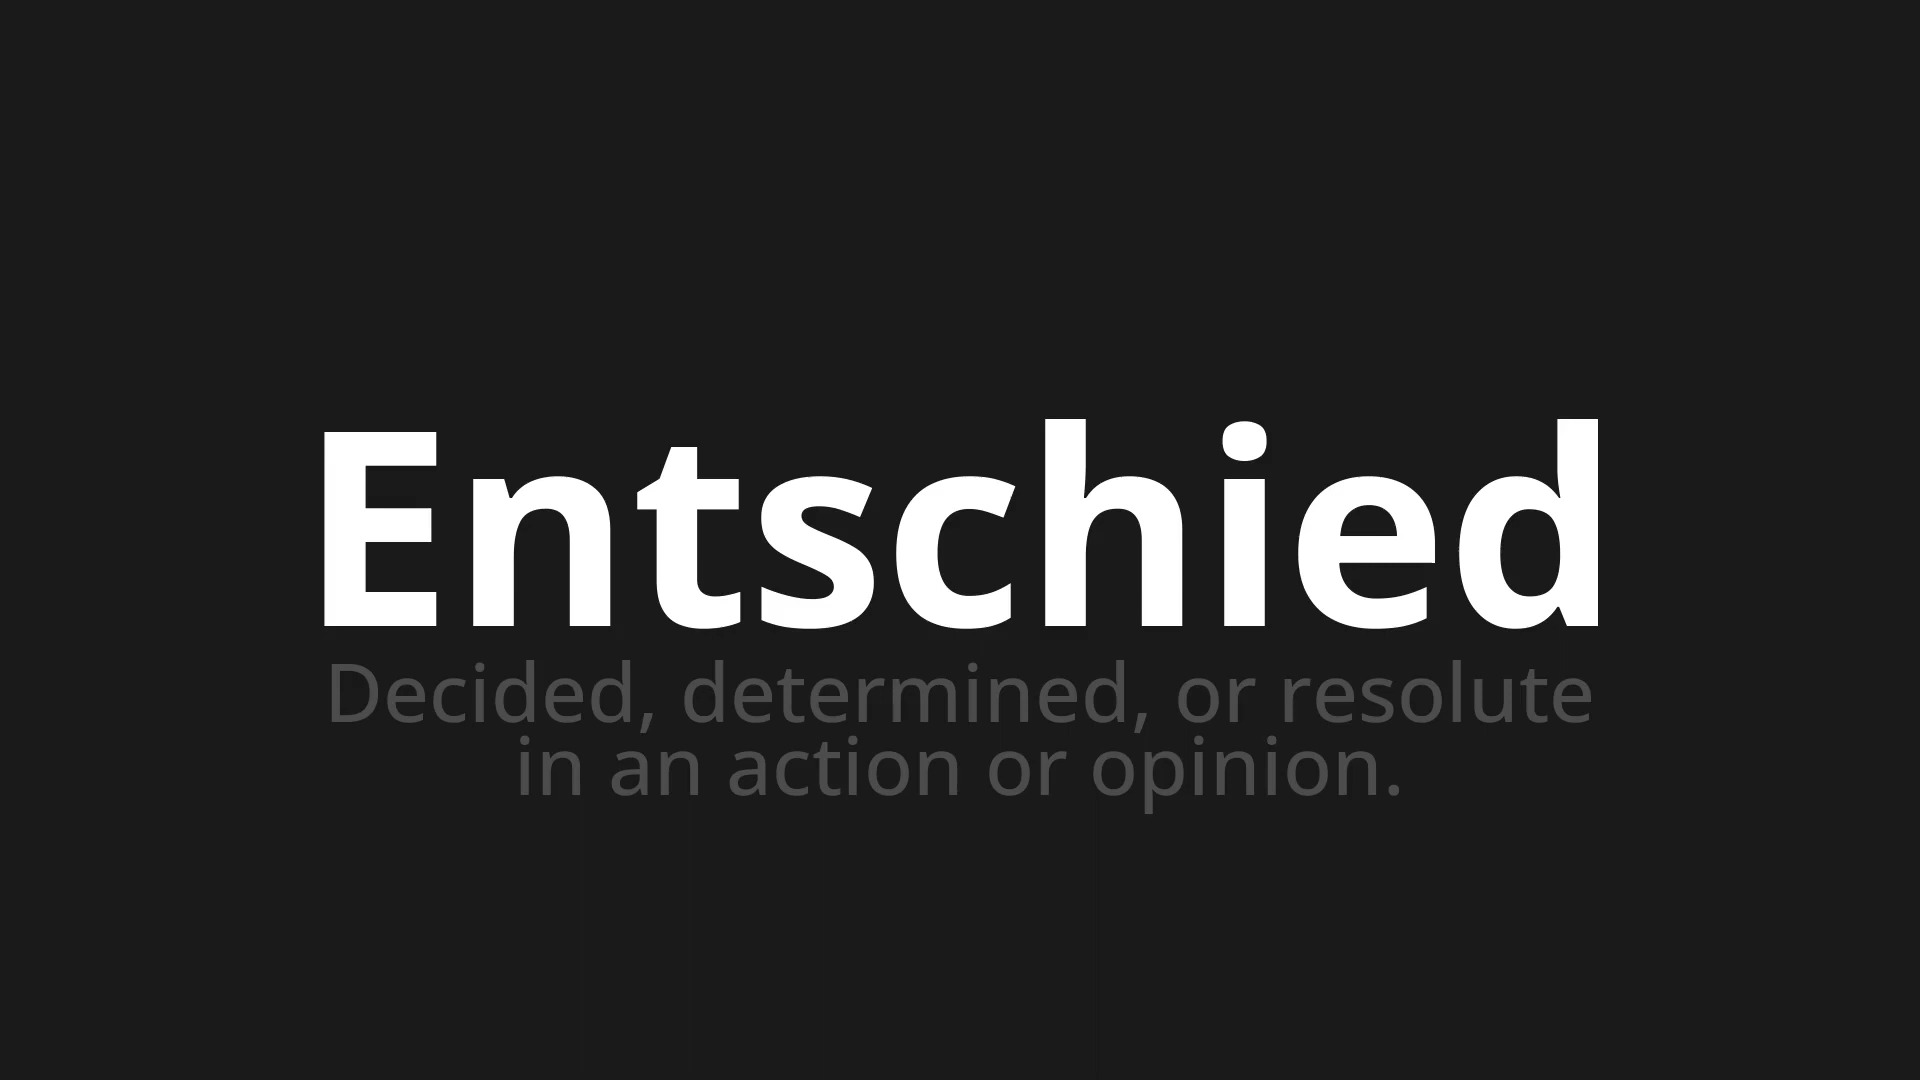 Entschied
Decided, determined, or resolute
in an action or opinion.